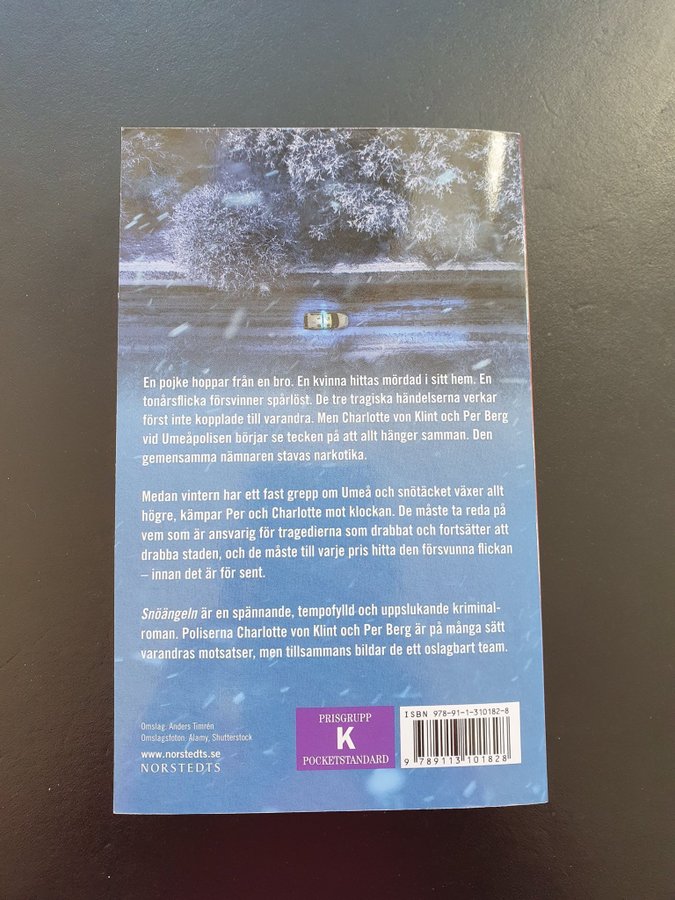 En pojke hoppar från en bro. En kvinna hittas mördad i sitt hem. En
tonårsflicka försvinner spårlöst. De tre tragiska händelserna verkar
först inte kopplade till varandra. Men Charlotte von Klint och Per Berg
vid Umeåpolisen börjar se tecken på att allt hänger samman. Den
gemensamma nämnaren stavas narkotika.
Medan vintern har ett fast grepp om Umeå och snötäcket växer allt
högre, kämpar Per och Charlotte mot klockan. De måste ta reda på
vem som är ansvarig för tragedierna som drabbat och fortsätter att
drabba staden, och de måste till varje pris hitta den försvunna flickan
– innan det är för sent.
Snöängeln är en spännande, tempofylld och uppslukande kriminal-
roman. Poliserna Charlotte von Klint och Per Berg är på många sätt
varandras motsatser, men tillsammans bildar de ett oslagbart team.
Omslag: Anders Timrén
Omslagsfoton: Alamy, Shutterstock
www.norstedts.se
NORSTEDTS
PRISGRUPP
K
POCKETSTANDARD
ISBN 978-91-1-310182-8
9 789113 101828